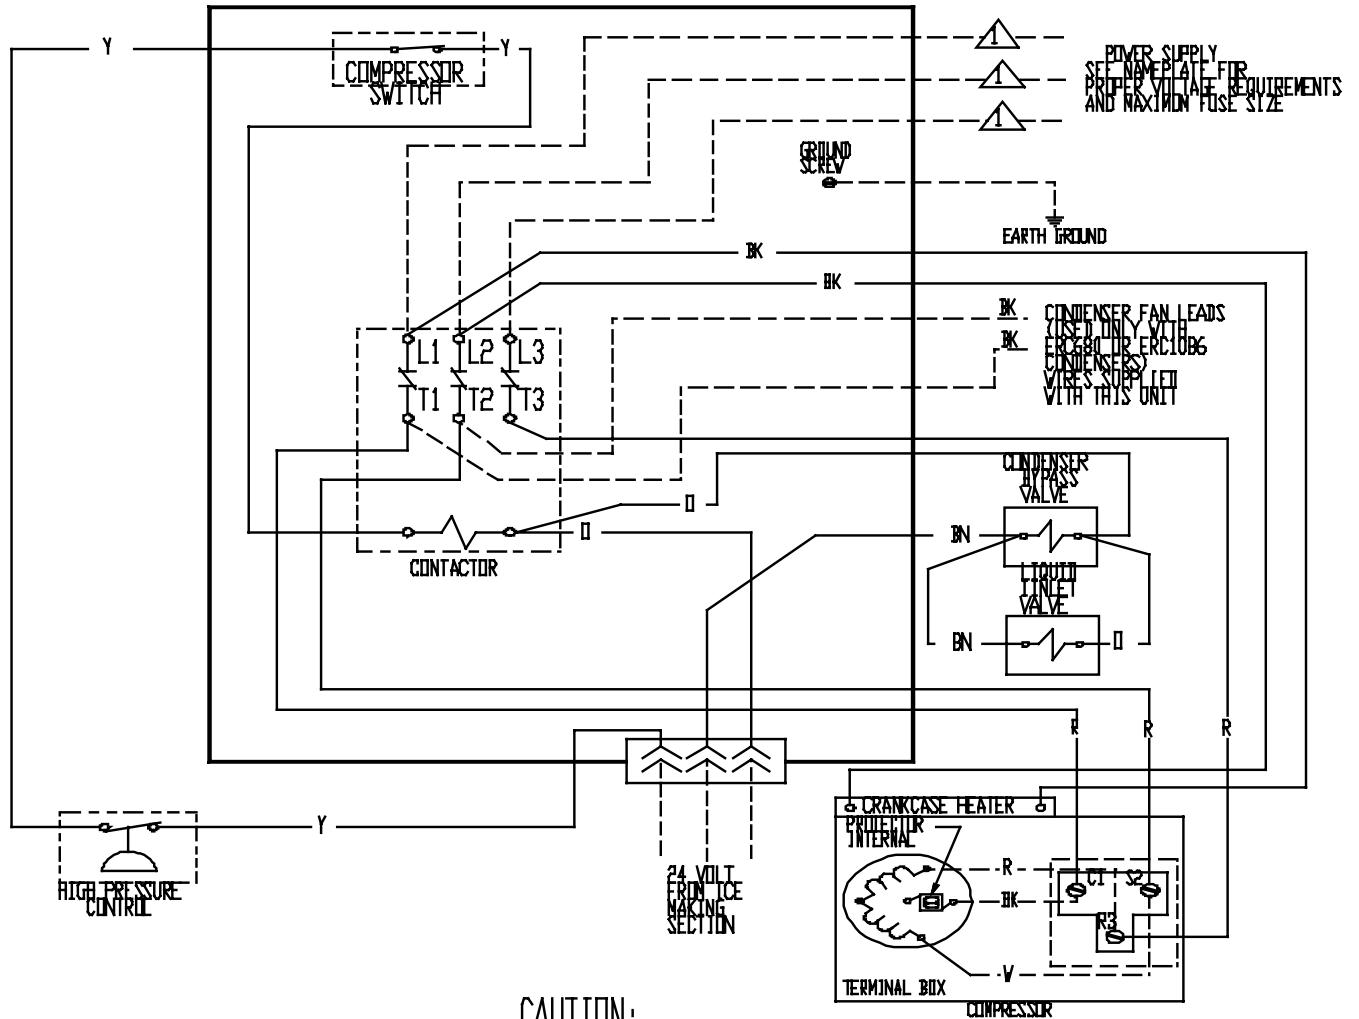 Y
Y
COMPRESSOR
SWITCH
1
1
1
POWER SUPPLY
SEE NAMEPLATE FOR
PROPER VOLTAGE REQUIREMENTS
AND MAXIMUM FUSE SIZE
GROUND
SCREW
EARTH GROUND
BK
BK
BK
BK
CONDENSER FAN LEADS
(USED ONLY WITH
ERC680 OR ERC1086
CONDENSERS)
WIRES SUPPLIED
WITH THIS UNIT
L1
L2
L3
T1
T2
T3
CONTACTOR
O
O
CONDENSER
BYPASS
VALVE
BN
LIQUID
INLET
VALVE
BN
O
R
R
R
Y
HIGH PRESSURE
CONTROL
24 VOLT
FROM ICE
MAKING
SECTION
CRANKCASE HEATER
PROTECTOR
INTERNAL
R
BK
W
C1
S2
R3
TERMINAL BOX
COMPRESSOR
CAUTION: